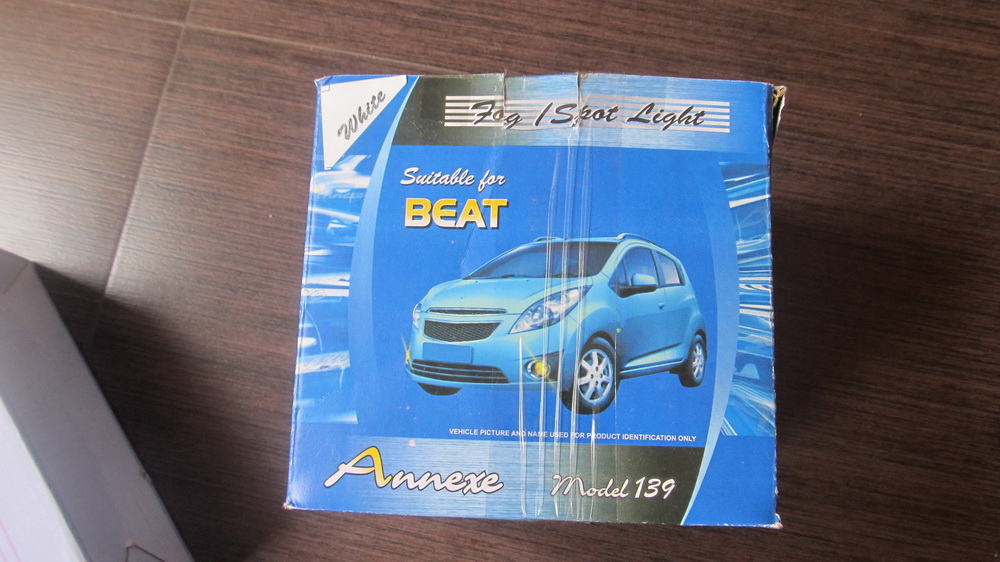 White
Fog / Spot Light
Suitable for
BEAT
VEHICLE PICTURE AND NAME USED FOR PRODUCT IDENTIFICATION ONLY
Annexe
Model 139